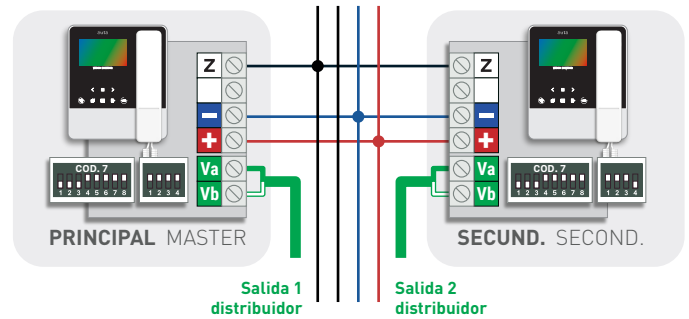 auta
Z
−
+
Va
Vb
COD. 7
1 2 3 4 5 6 7 8
1 2 3 4
PRINCIPAL MASTER
Salida 1
distribuidor
auta
Z
−
+
Va
Vb
COD. 7
1 2 3 4 5 6 7 8
1 2 3 4
SECUND. SECOND.
Salida 2
distribuidor